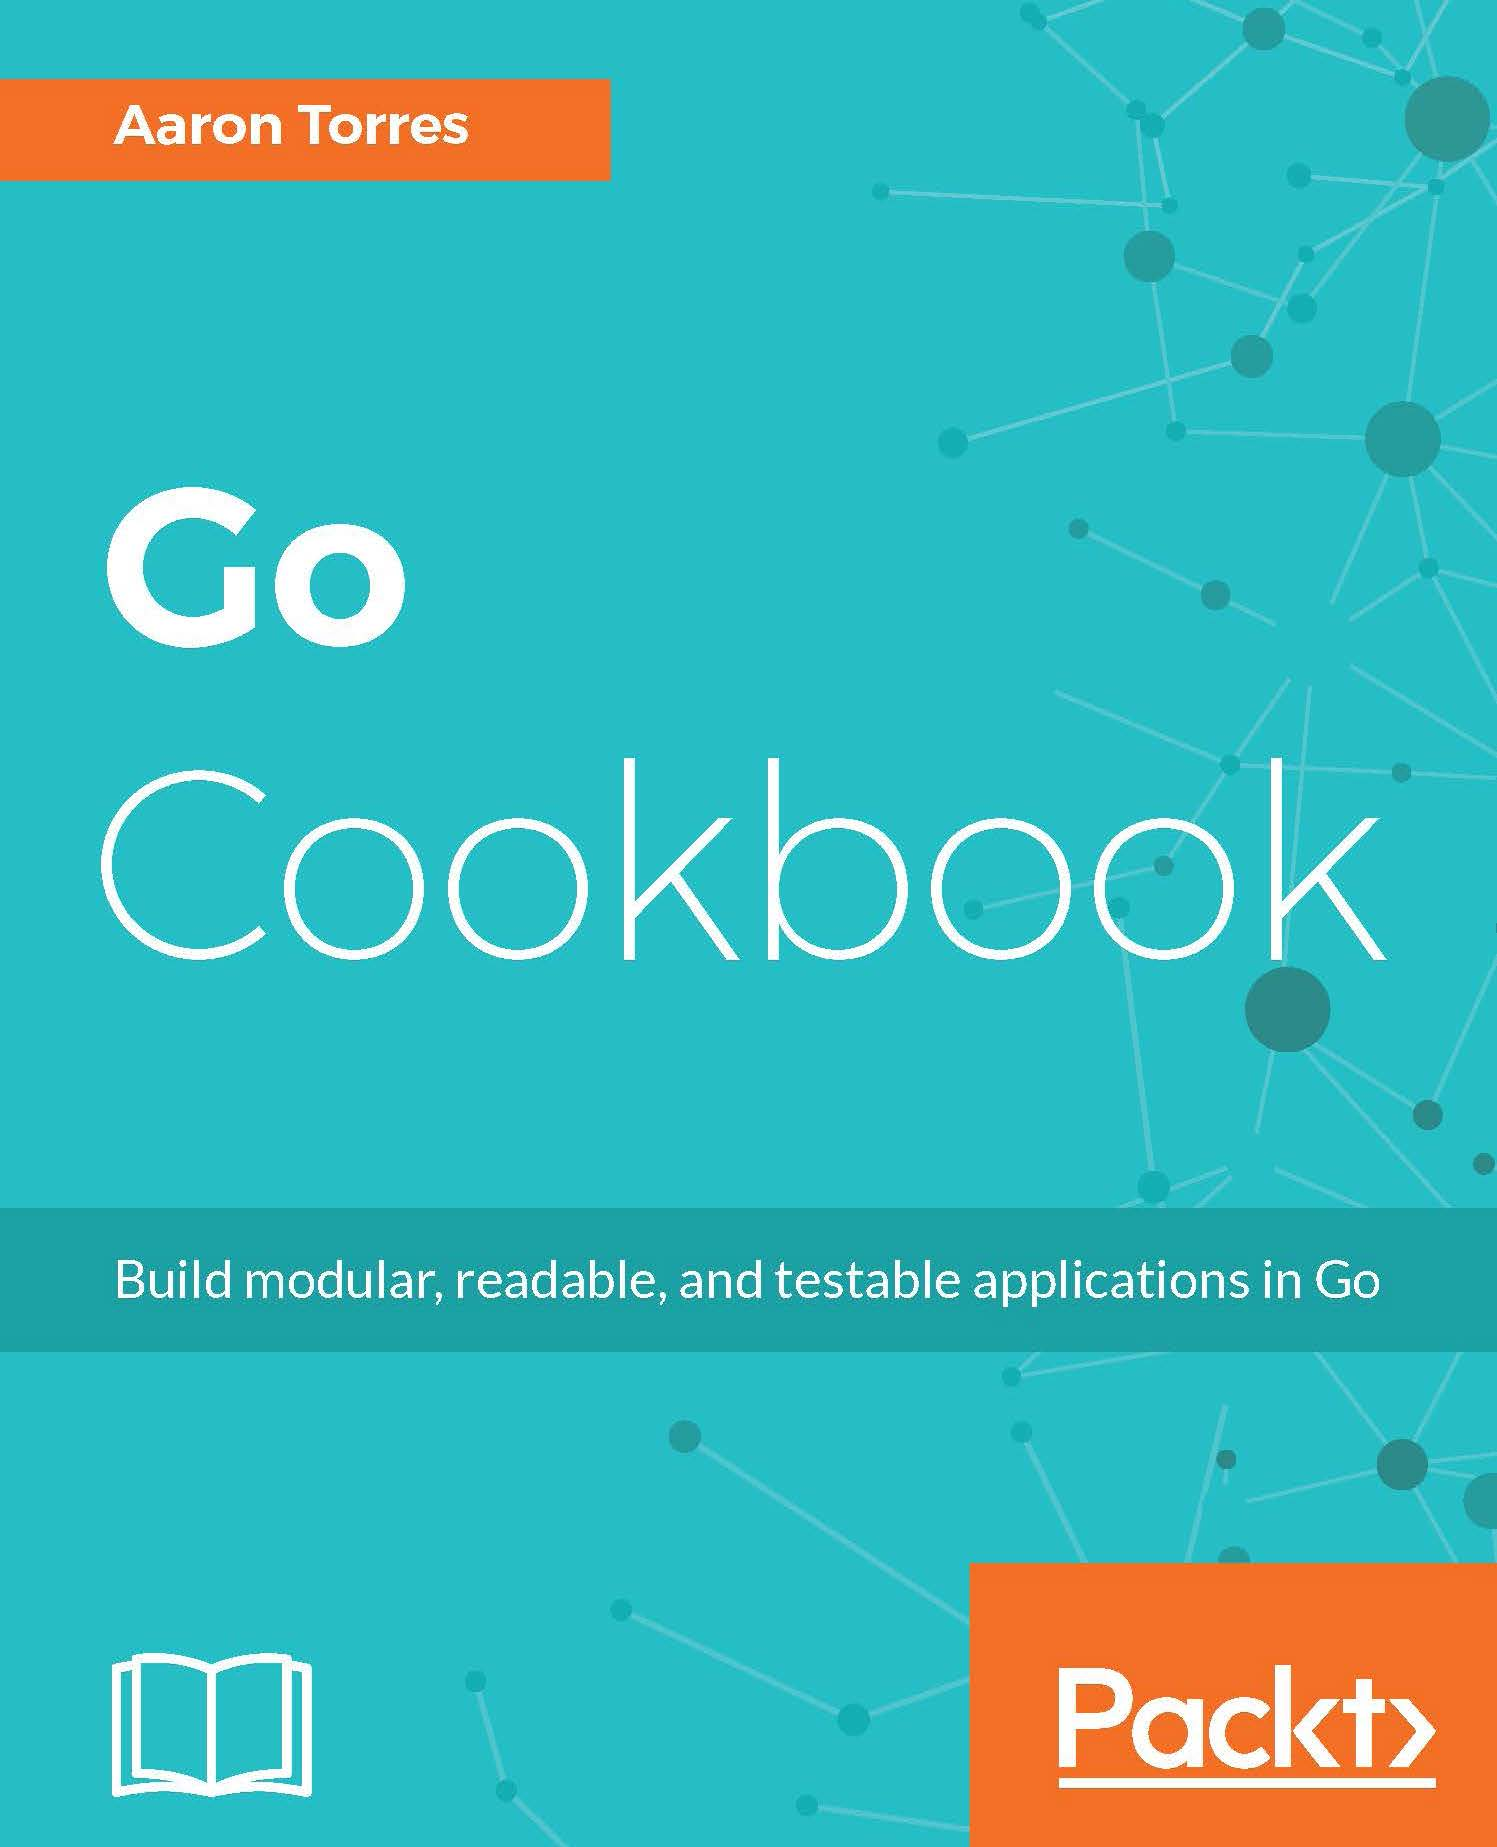 Aaron Torres
Go
Cookbook
Build modular, readable, and testable applications in Go
Packt>